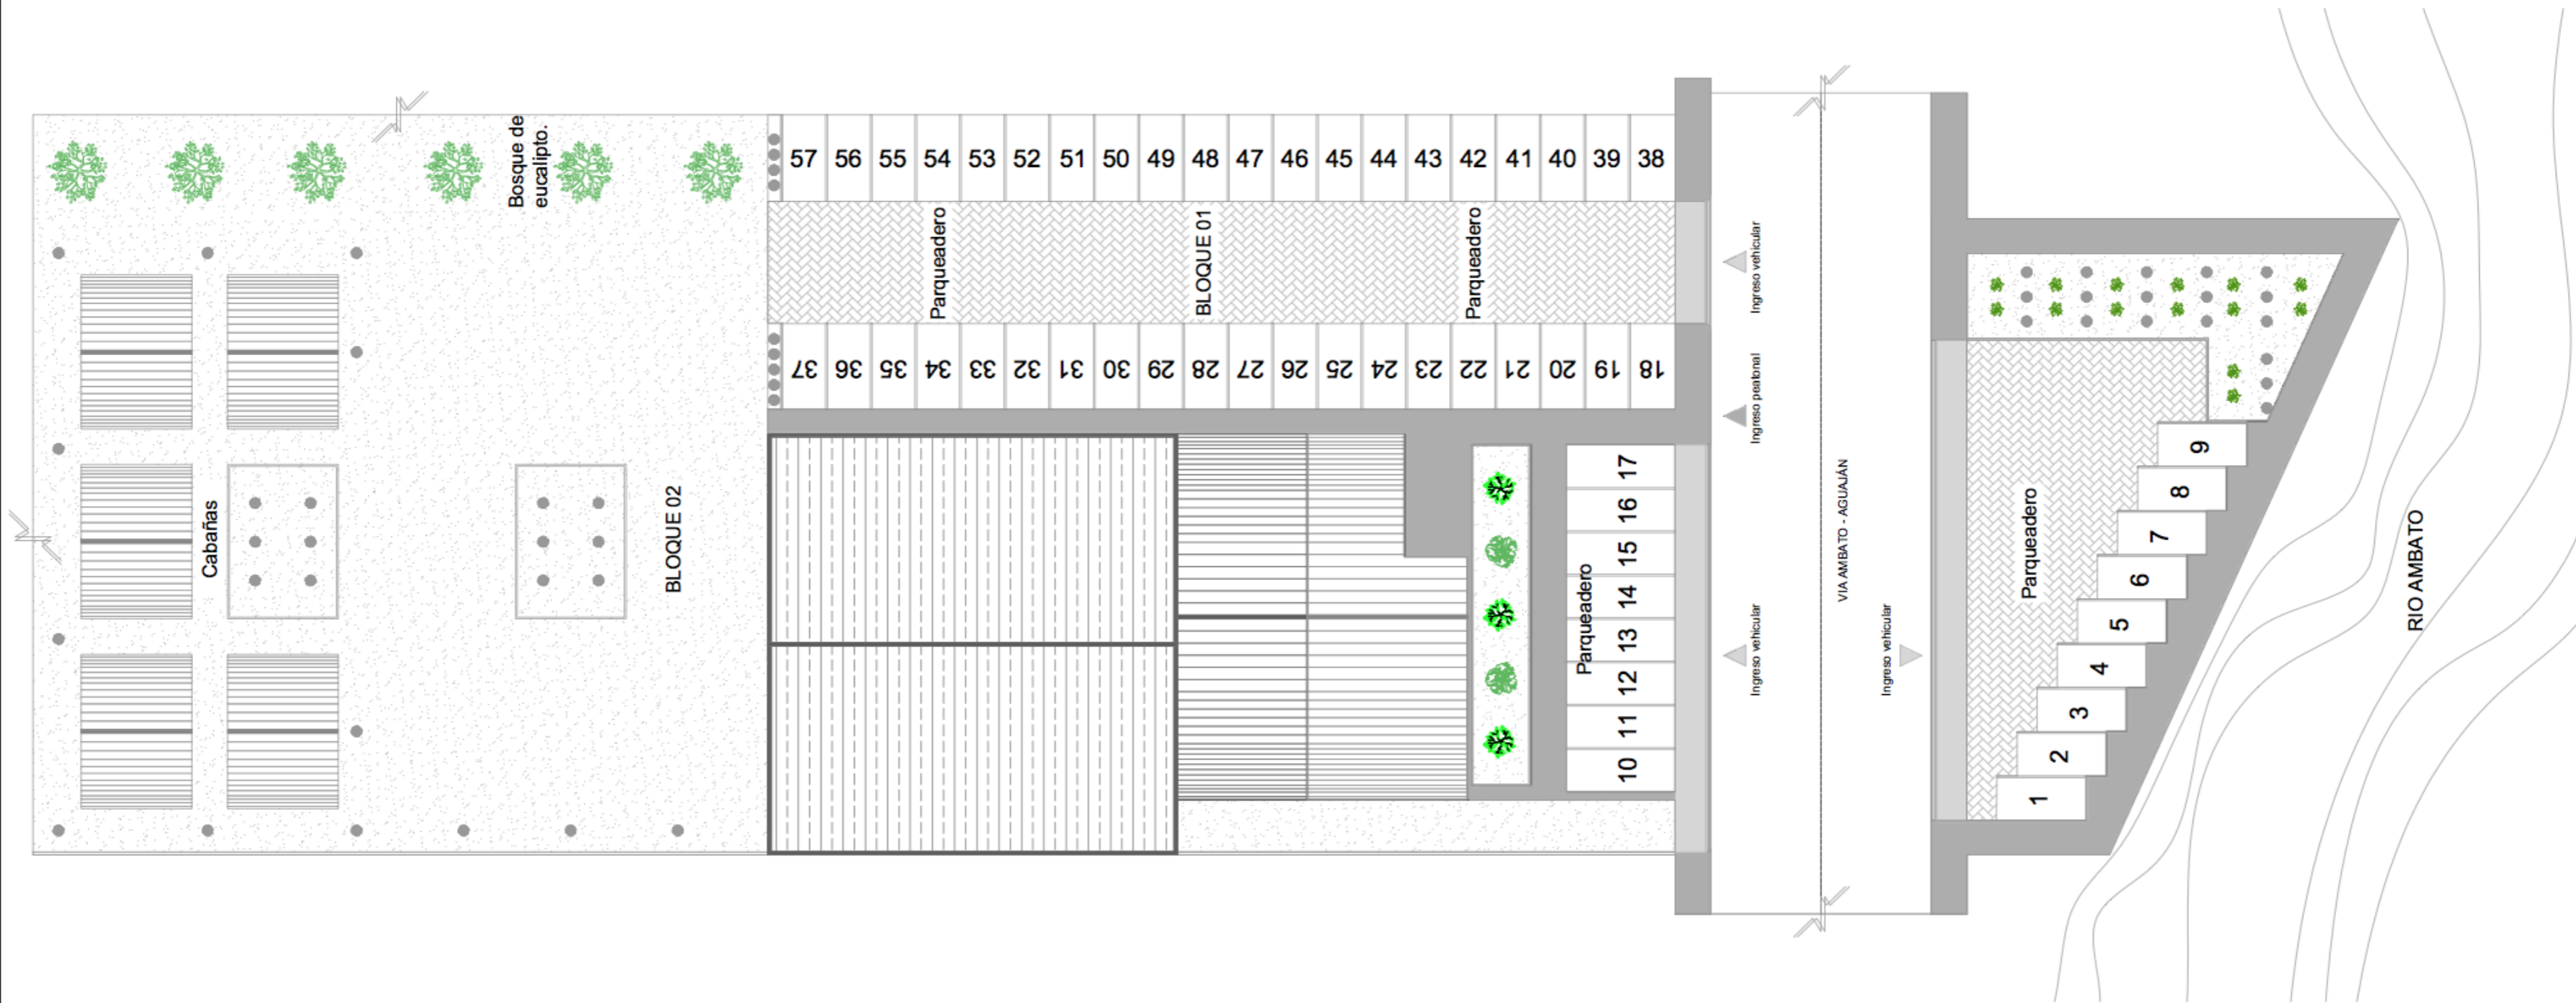 Bosque de
eucalipto.
Cabañas
BLOQUE 02
57 56 55 54 53 52 51 50 49 48 47 46 45 44 43 42 41 40 39 38
Parqueadero
BLOQUE 01
Parqueadero
37 36 35 34 33 32 31 30 29 28 27 26 25 24 23 22 21 20 19 18
17
16
15
14
13
12
11
10
Parqueadero
Ingreso vehicular
Ingreso peatonal
Ingreso vehicular
VIA AMBATO - AGUAJÁN
Ingreso vehicular
Parqueadero
9
8
7
6
5
4
3
2
1
RIO AMBATO